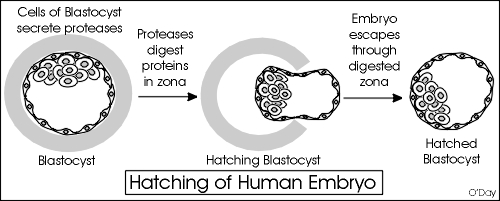 Cells of Blastocyst
secrete proteases
Proteases
digest
proteins
in zona
Embryo
escapes
through
digested
zona
Blastocyst
Hatching Blastocyst
Hatched
Blastocyst
Hatching of Human Embryo
O'Day